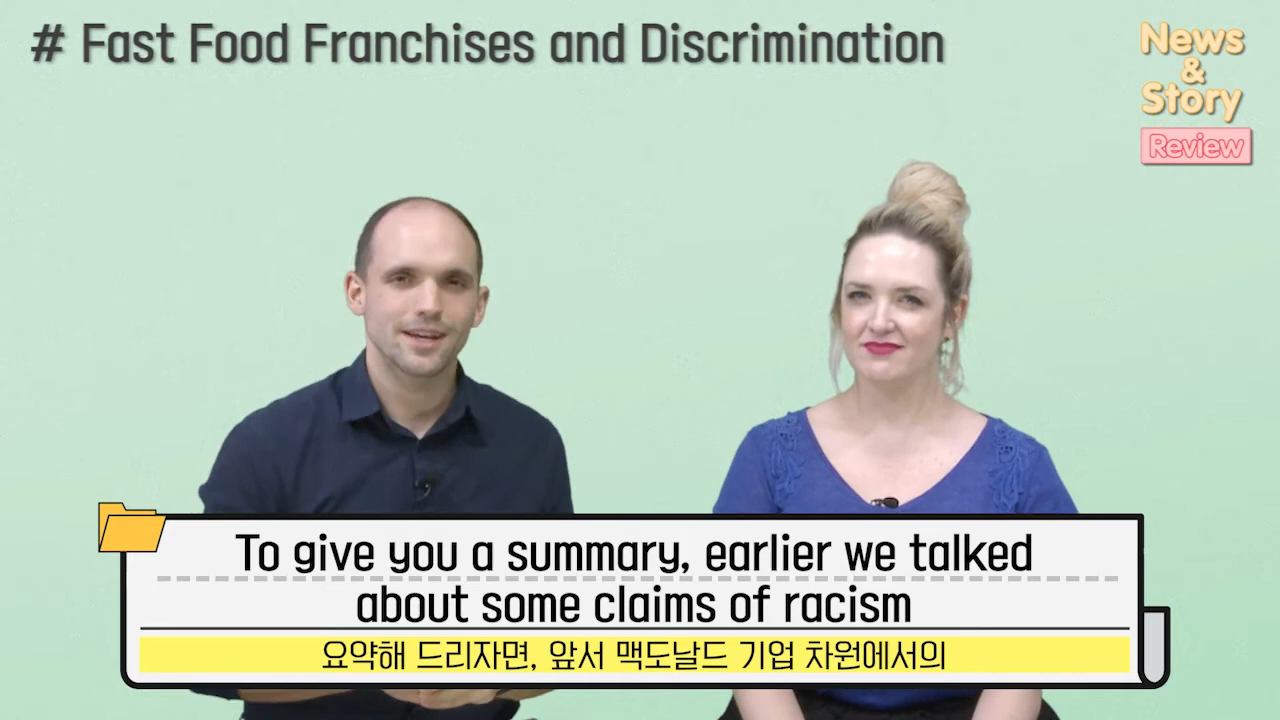 # Fast Food Franchises and Discrimination
News
&
Story
Review
To give you a summary, earlier we talked
about some claims of racism
요약해 드리자면, 앞서 맥도날드 기업 차원에서의